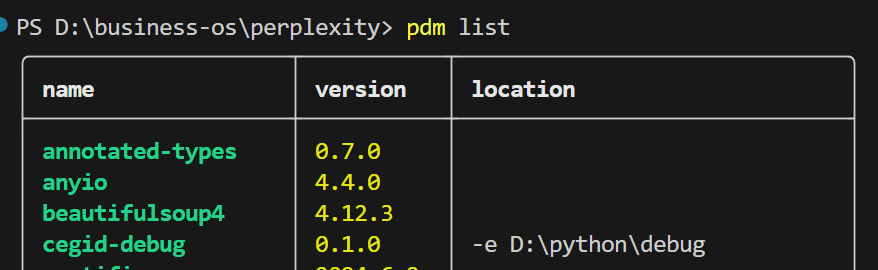 PS D:\business-os\perplexity> pdm list
name version location
annotated-types 0.7.0
anyio 4.4.0
beautifulsoup4 4.12.3
cegid-debug 0.1.0 -e D:\python\debug